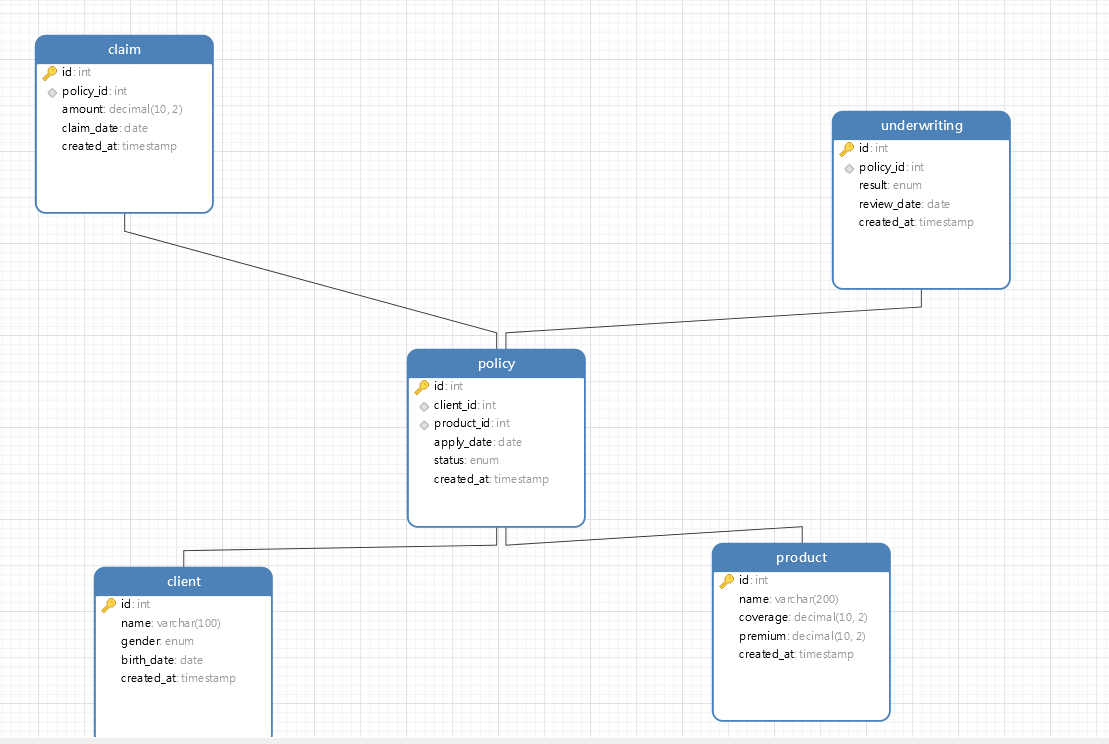 claim
id: int
policy_id: int
amount: decimal(10, 2)
claim_date: date
created_at: timestamp
underwriting
id: int
policy_id: int
result: enum
review_date: date
created_at: timestamp
policy
id: int
client_id: int
product_id: int
apply_date: date
status: enum
created_at: timestamp
client
id: int
name: varchar(100)
gender: enum
birth_date: date
created_at: timestamp
product
id: int
name: varchar(200)
coverage: decimal(10, 2)
premium: decimal(10, 2)
created_at: timestamp